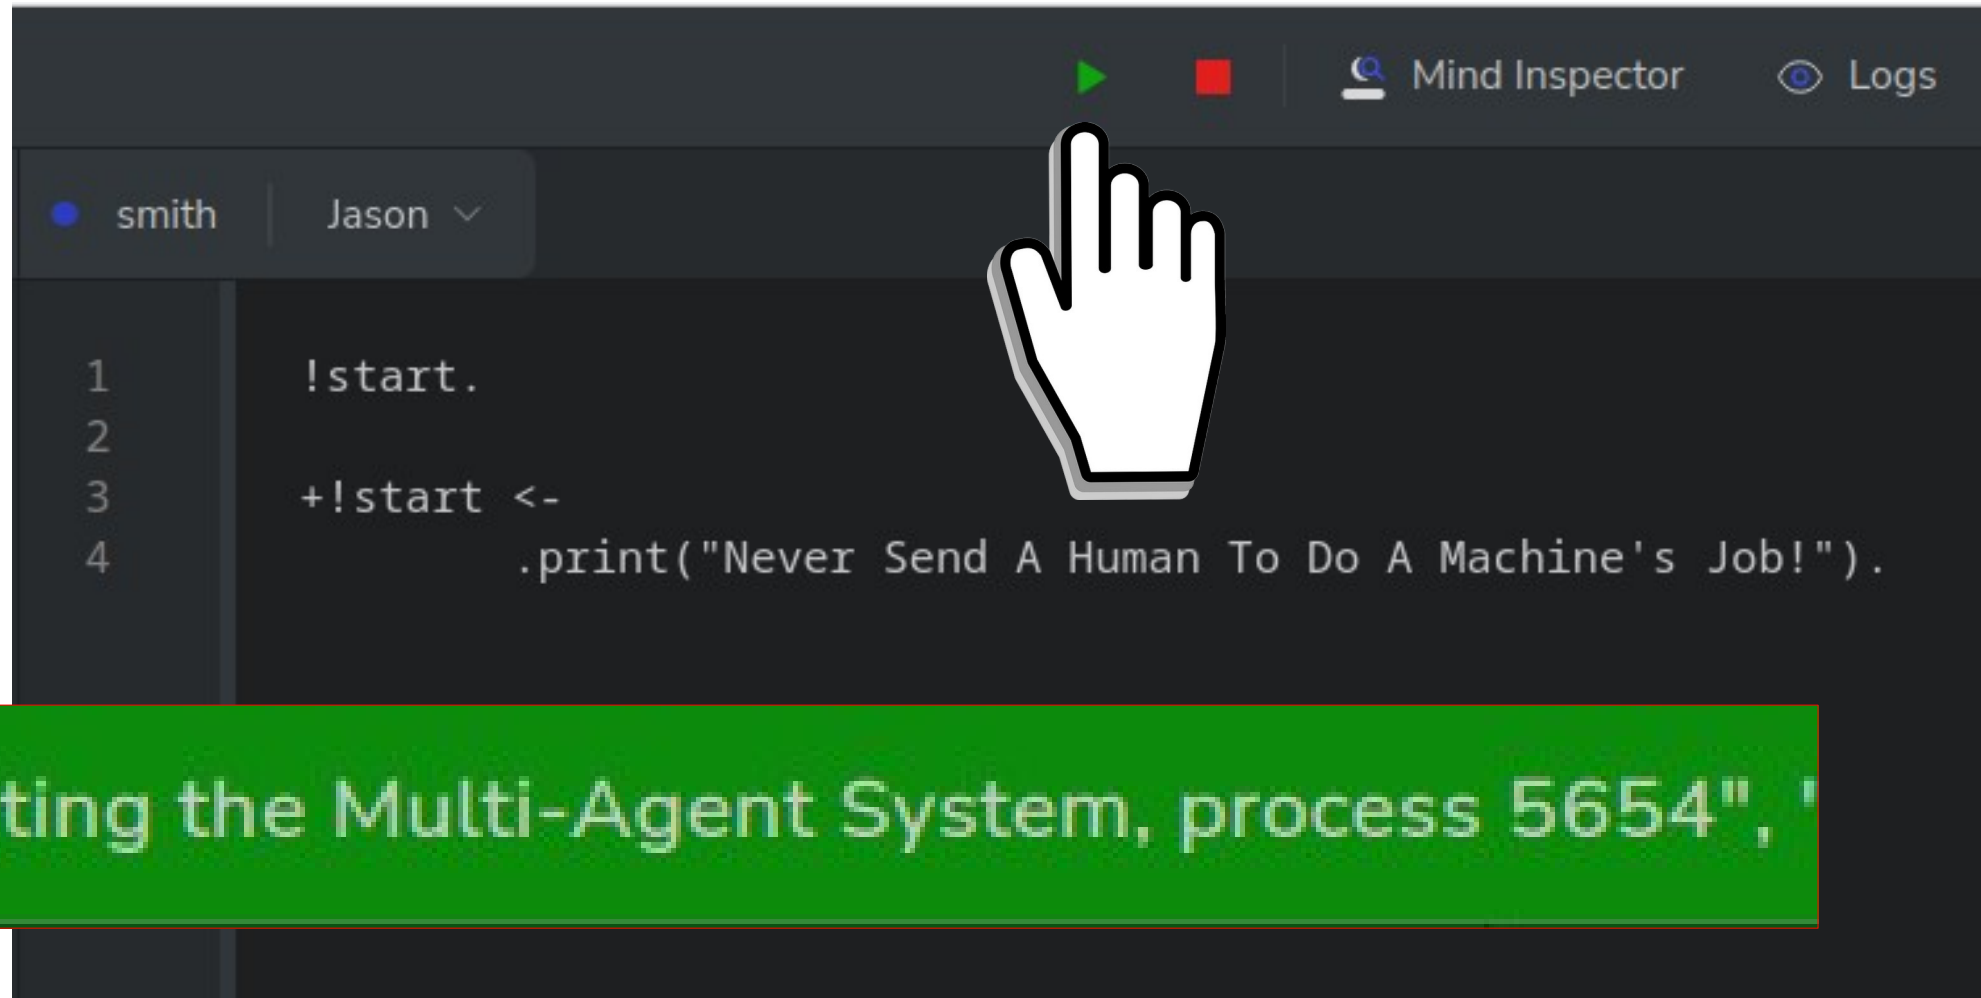 Mind Inspector Logs
smith Jason
1 !start.
2
3 +!start <-
4 .print("Never Send A Human To Do A Machine's Job!").
ting the Multi-Agent System, process 5654", "